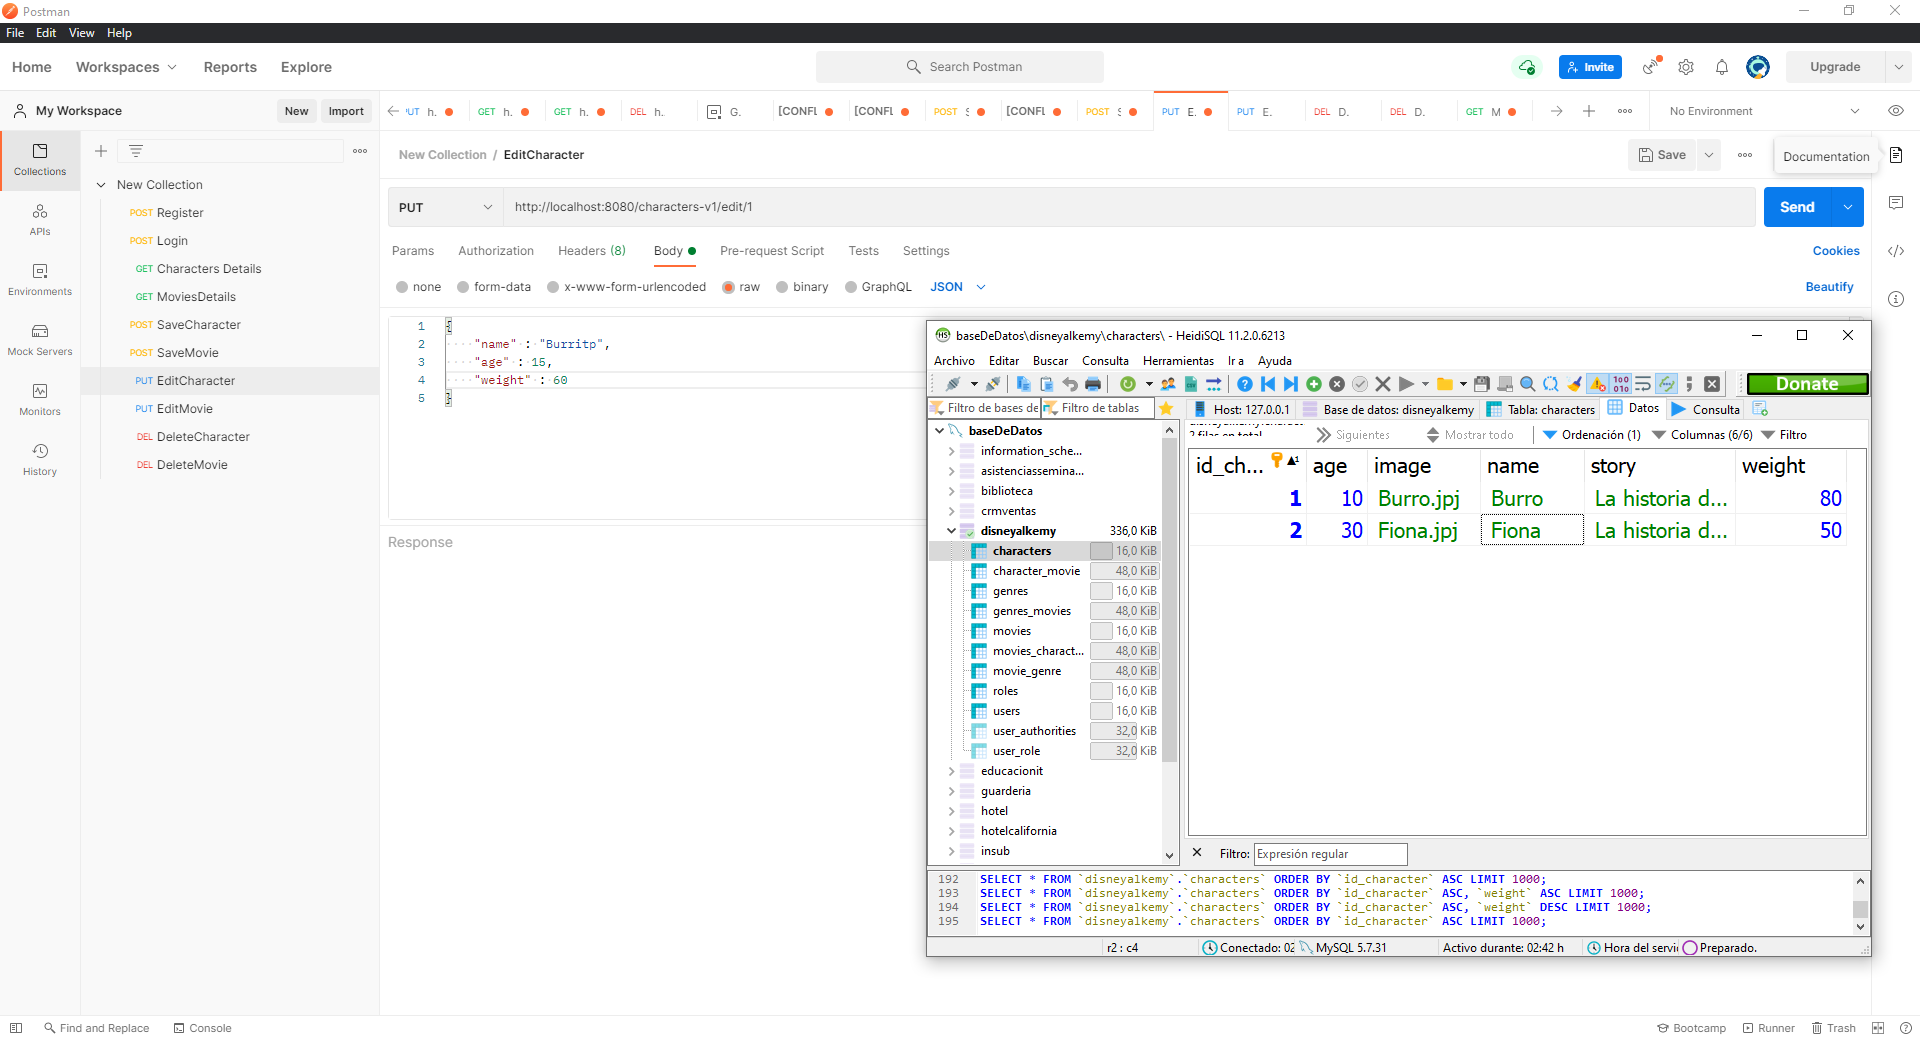 Postman
File Edit View Help
Home Workspaces Reports Explore Search Postman Invite Upgrade
My Workspace New Import UT h. GET h. GET h. DEL h. G. [CONFL [CONFL POST S [CONFL POST S PUT E. PUT E. DEL D. DEL D. GET M No Environment
New Collection / EditCharacter Save Documentation
Collections
APIs
Environments
Mock Servers
Monitors
History
New Collection
POST Register
POST Login
GET Characters Details
GET MoviesDetails
POST SaveCharacter
POST SaveMovie
PUT EditCharacter
PUT EditMovie
DEL DeleteCharacter
DEL DeleteMovie
PUT http://localhost:8080/characters-v1/edit/1 Send
Params Authorization Headers (8) Body Pre-request Script Tests Settings Cookies
none form-data x-www-form-urlencoded raw binary GraphQL JSON Beautify
1 {
2 "name" : "Burritp",
3 "age" : 15,
4 "weight" : 60
5 }
Response
HS baseDeDatos\disneyalkemy\characters\ - HeidiSQL 11.2.0.6213
Archivo Editar Buscar Consulta Herramientas Ir a Ayuda
Donate
Filtro de bases de Filtro de tablas Host: 127.0.0.1 Base de datos: disneyalkemy Tabla: characters Datos Consulta
2 filas en total Siguientes Mostrar todo Ordenación (1) Columnas (6/6) Filtro
baseDeDatos
information_sche...
asistenciassemina...
biblioteca
crmventas
disneyalkemy 336,0 KiB
characters 16,0 KiB
character_movie 48,0 KiB
genres 16,0 KiB
genres_movies 48,0 KiB
movies 16,0 KiB
movies_charact... 48,0 KiB
movie_genre 48,0 KiB
roles 16,0 KiB
users 16,0 KiB
user_authorities 32,0 KiB
user_role 32,0 KiB
educacionit
guarderia
hotel
hotelcalifornia
insub
id_ch... 1 age image name story weight
1 10 Burro.jpj Burro La historia d... 80
2 30 Fiona.jpj Fiona La historia d... 50
Filtro: Expresión regular
192 SELECT * FROM `disneyalkemy`.`characters` ORDER BY `id_character` ASC LIMIT 1000;
193 SELECT * FROM `disneyalkemy`.`characters` ORDER BY `id_character` ASC, `weight` ASC LIMIT 1000;
194 SELECT * FROM `disneyalkemy`.`characters` ORDER BY `id_character` ASC, `weight` DESC LIMIT 1000;
195 SELECT * FROM `disneyalkemy`.`characters` ORDER BY `id_character` ASC LIMIT 1000;
r2 : c4 Conectado: 02 MySQL 5.7.31 Activo durante: 02:42 h Hora del servi Preparado.
Find and Replace Console Bootcamp Runner Trash